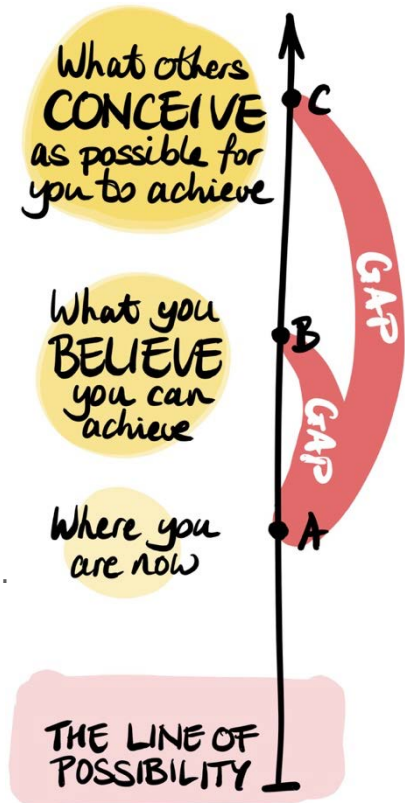 What others
CONCEIVE
as possible for
you to achieve
C
GAP
What you
BELIEVE
you can
achieve
B
GAP
Where you
are now
A
THE LINE OF
POSSIBILITY